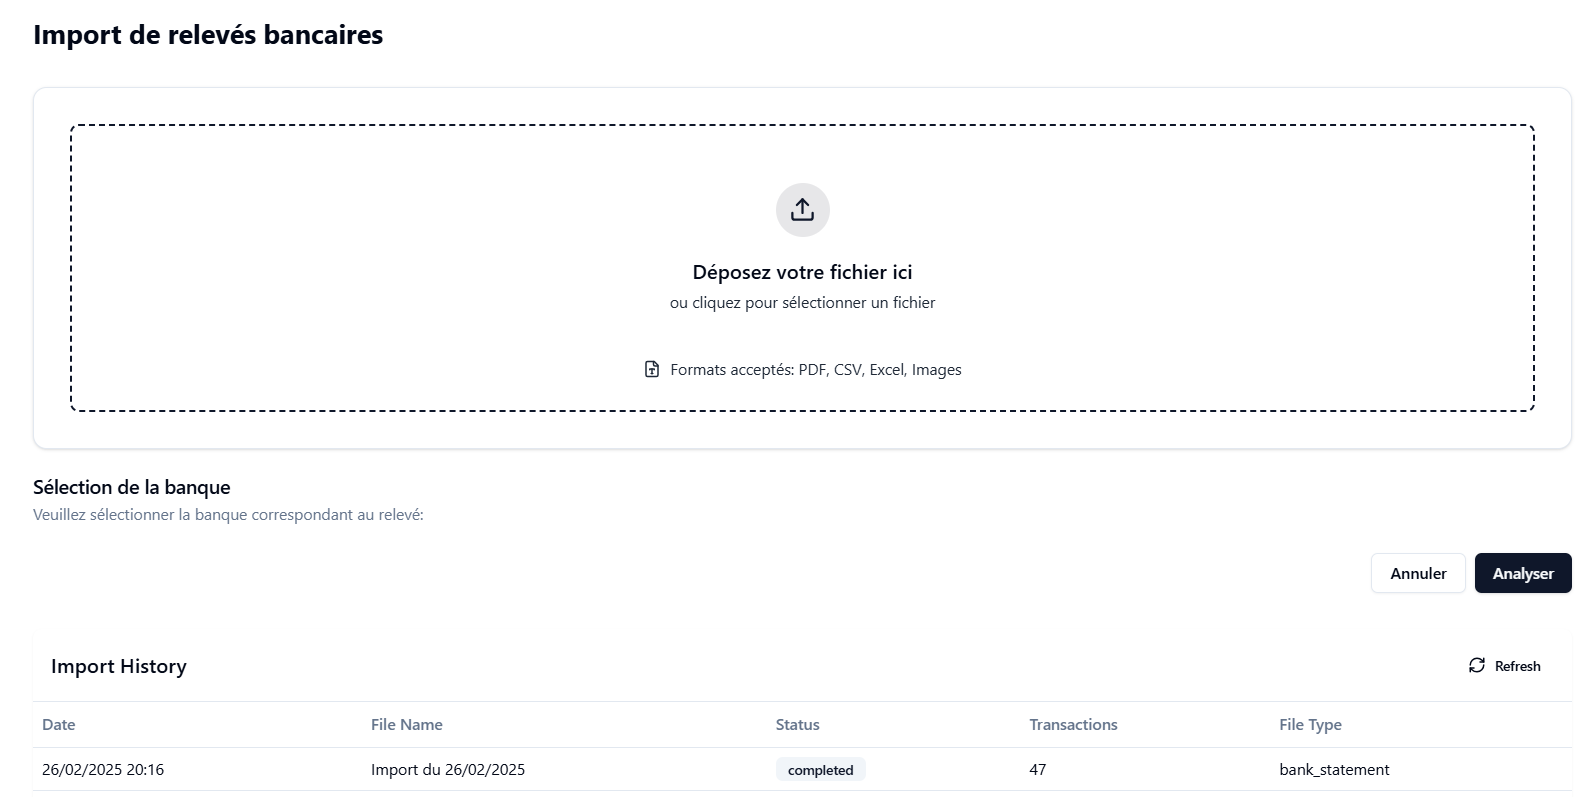 Import de relevés bancaires
Déposez votre fichier ici
ou cliquez pour sélectionner un fichier
Formats acceptés: PDF, CSV, Excel, Images
Sélection de la banque
Veuillez sélectionner la banque correspondant au relevé:
Annuler Analyser
Import History Refresh
Date File Name Status Transactions File Type
26/02/2025 20:16 Import du 26/02/2025 completed 47 bank_statement